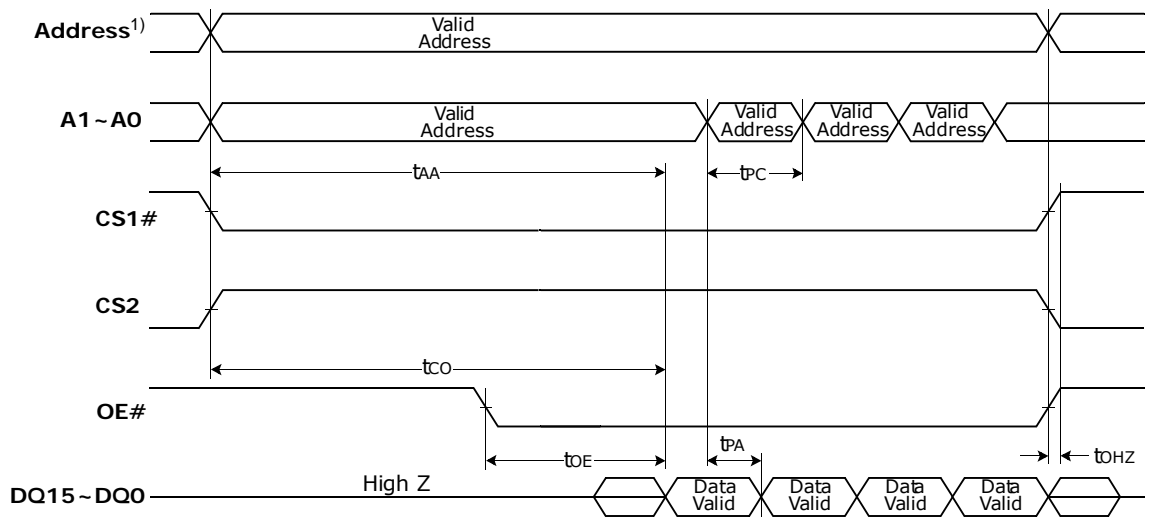 Address1)
Valid
Address
A1~A0
Valid
Address
Valid
Address
Valid
Address
Valid
Address
tAA
tPC
CS1#
CS2
tCO
OE#
tOE
tPA
tOHZ
DQ15~DQ0
High Z
Data
Valid
Data
Valid
Data
Valid
Data
Valid